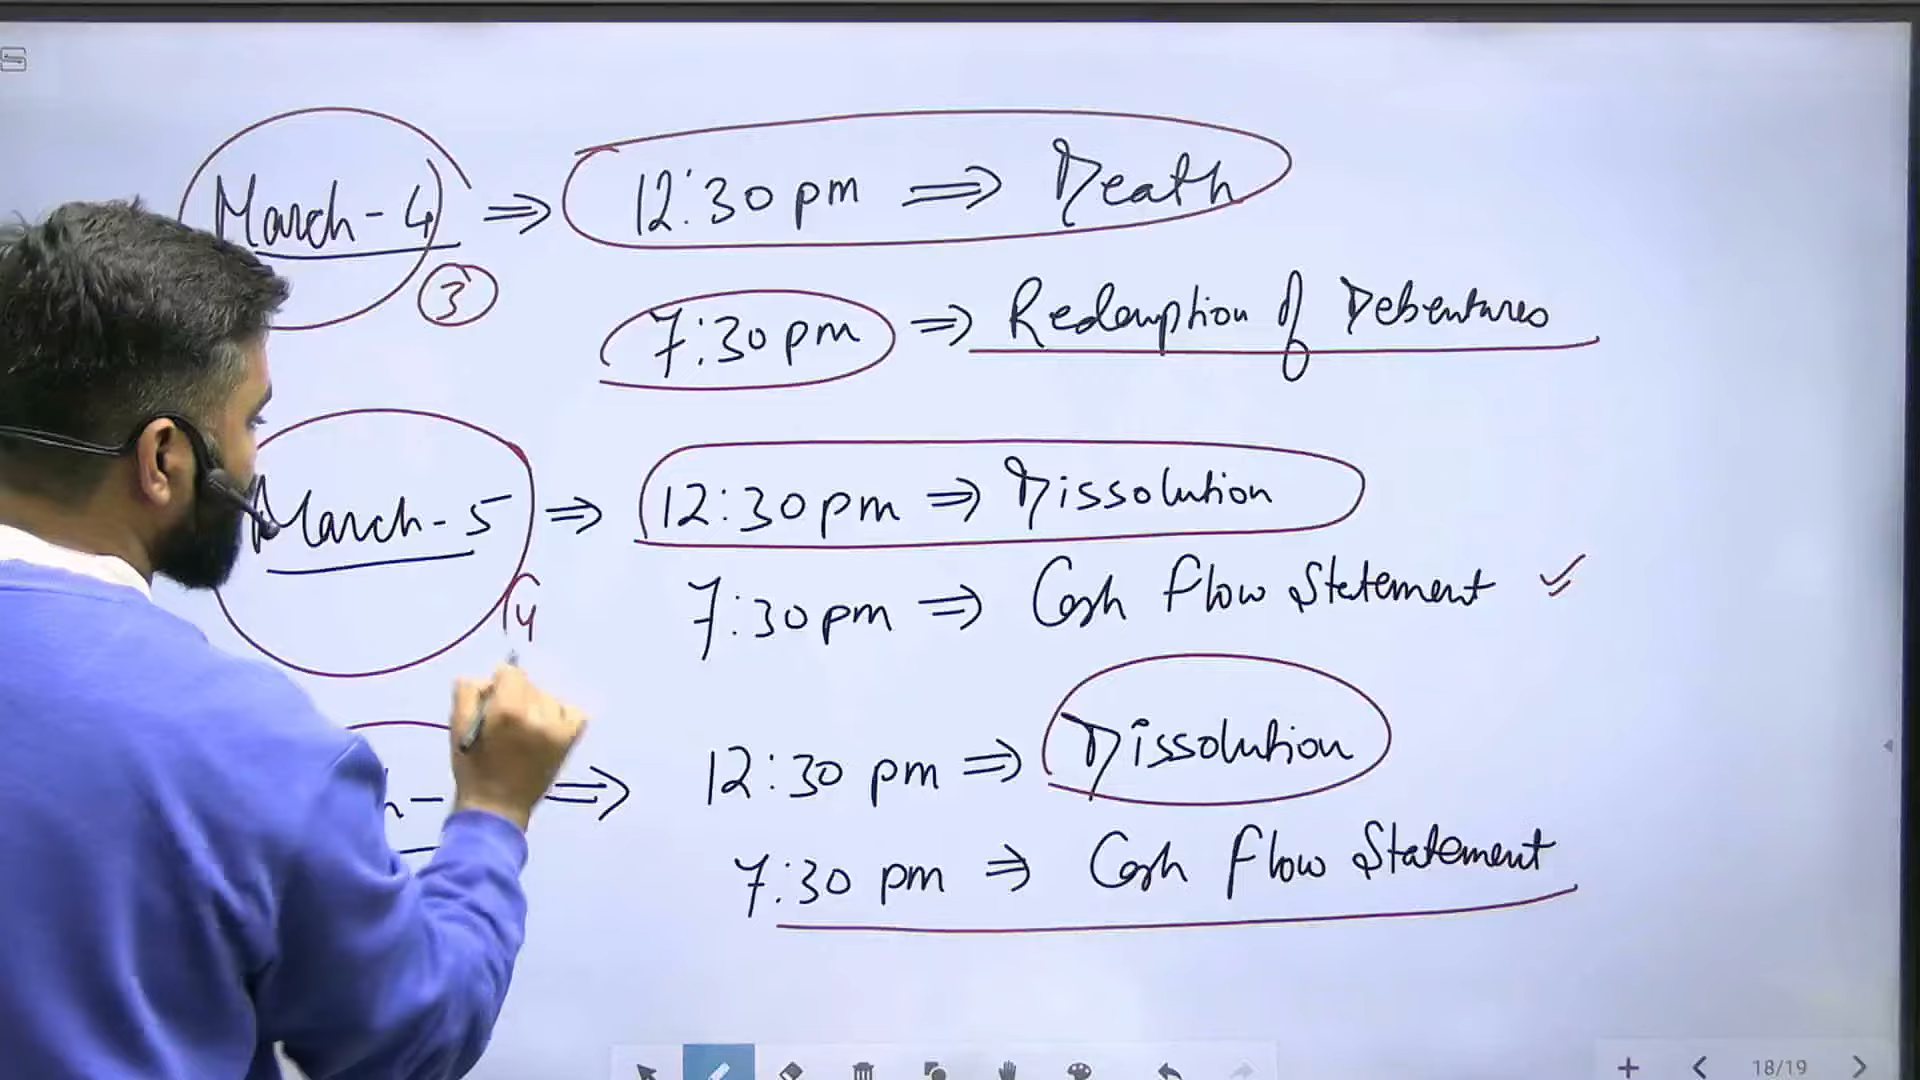 March - 4 ⇒ 12:30 pm ⇒ Death
3
7:30 pm ⇒ Redemption of Debentures
March - 5 ⇒ 12:30 pm ⇒ Dissolution
7:30 pm ⇒ Cash Flow Statement
4
⇒ 12:30 pm ⇒ Dissolution
7:30 pm ⇒ Cash Flow Statement
18/19